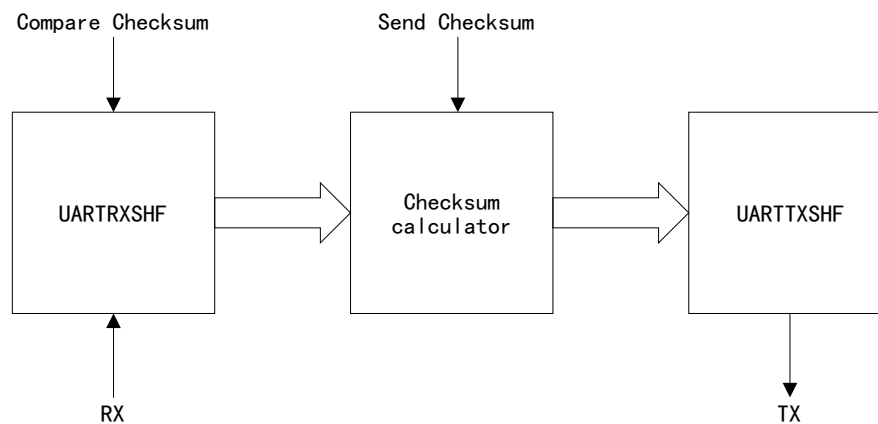 Compare Checksum
Send Checksum
UARTRXSHF
Checksum
calculator
UARTTXSHF
RX
TX